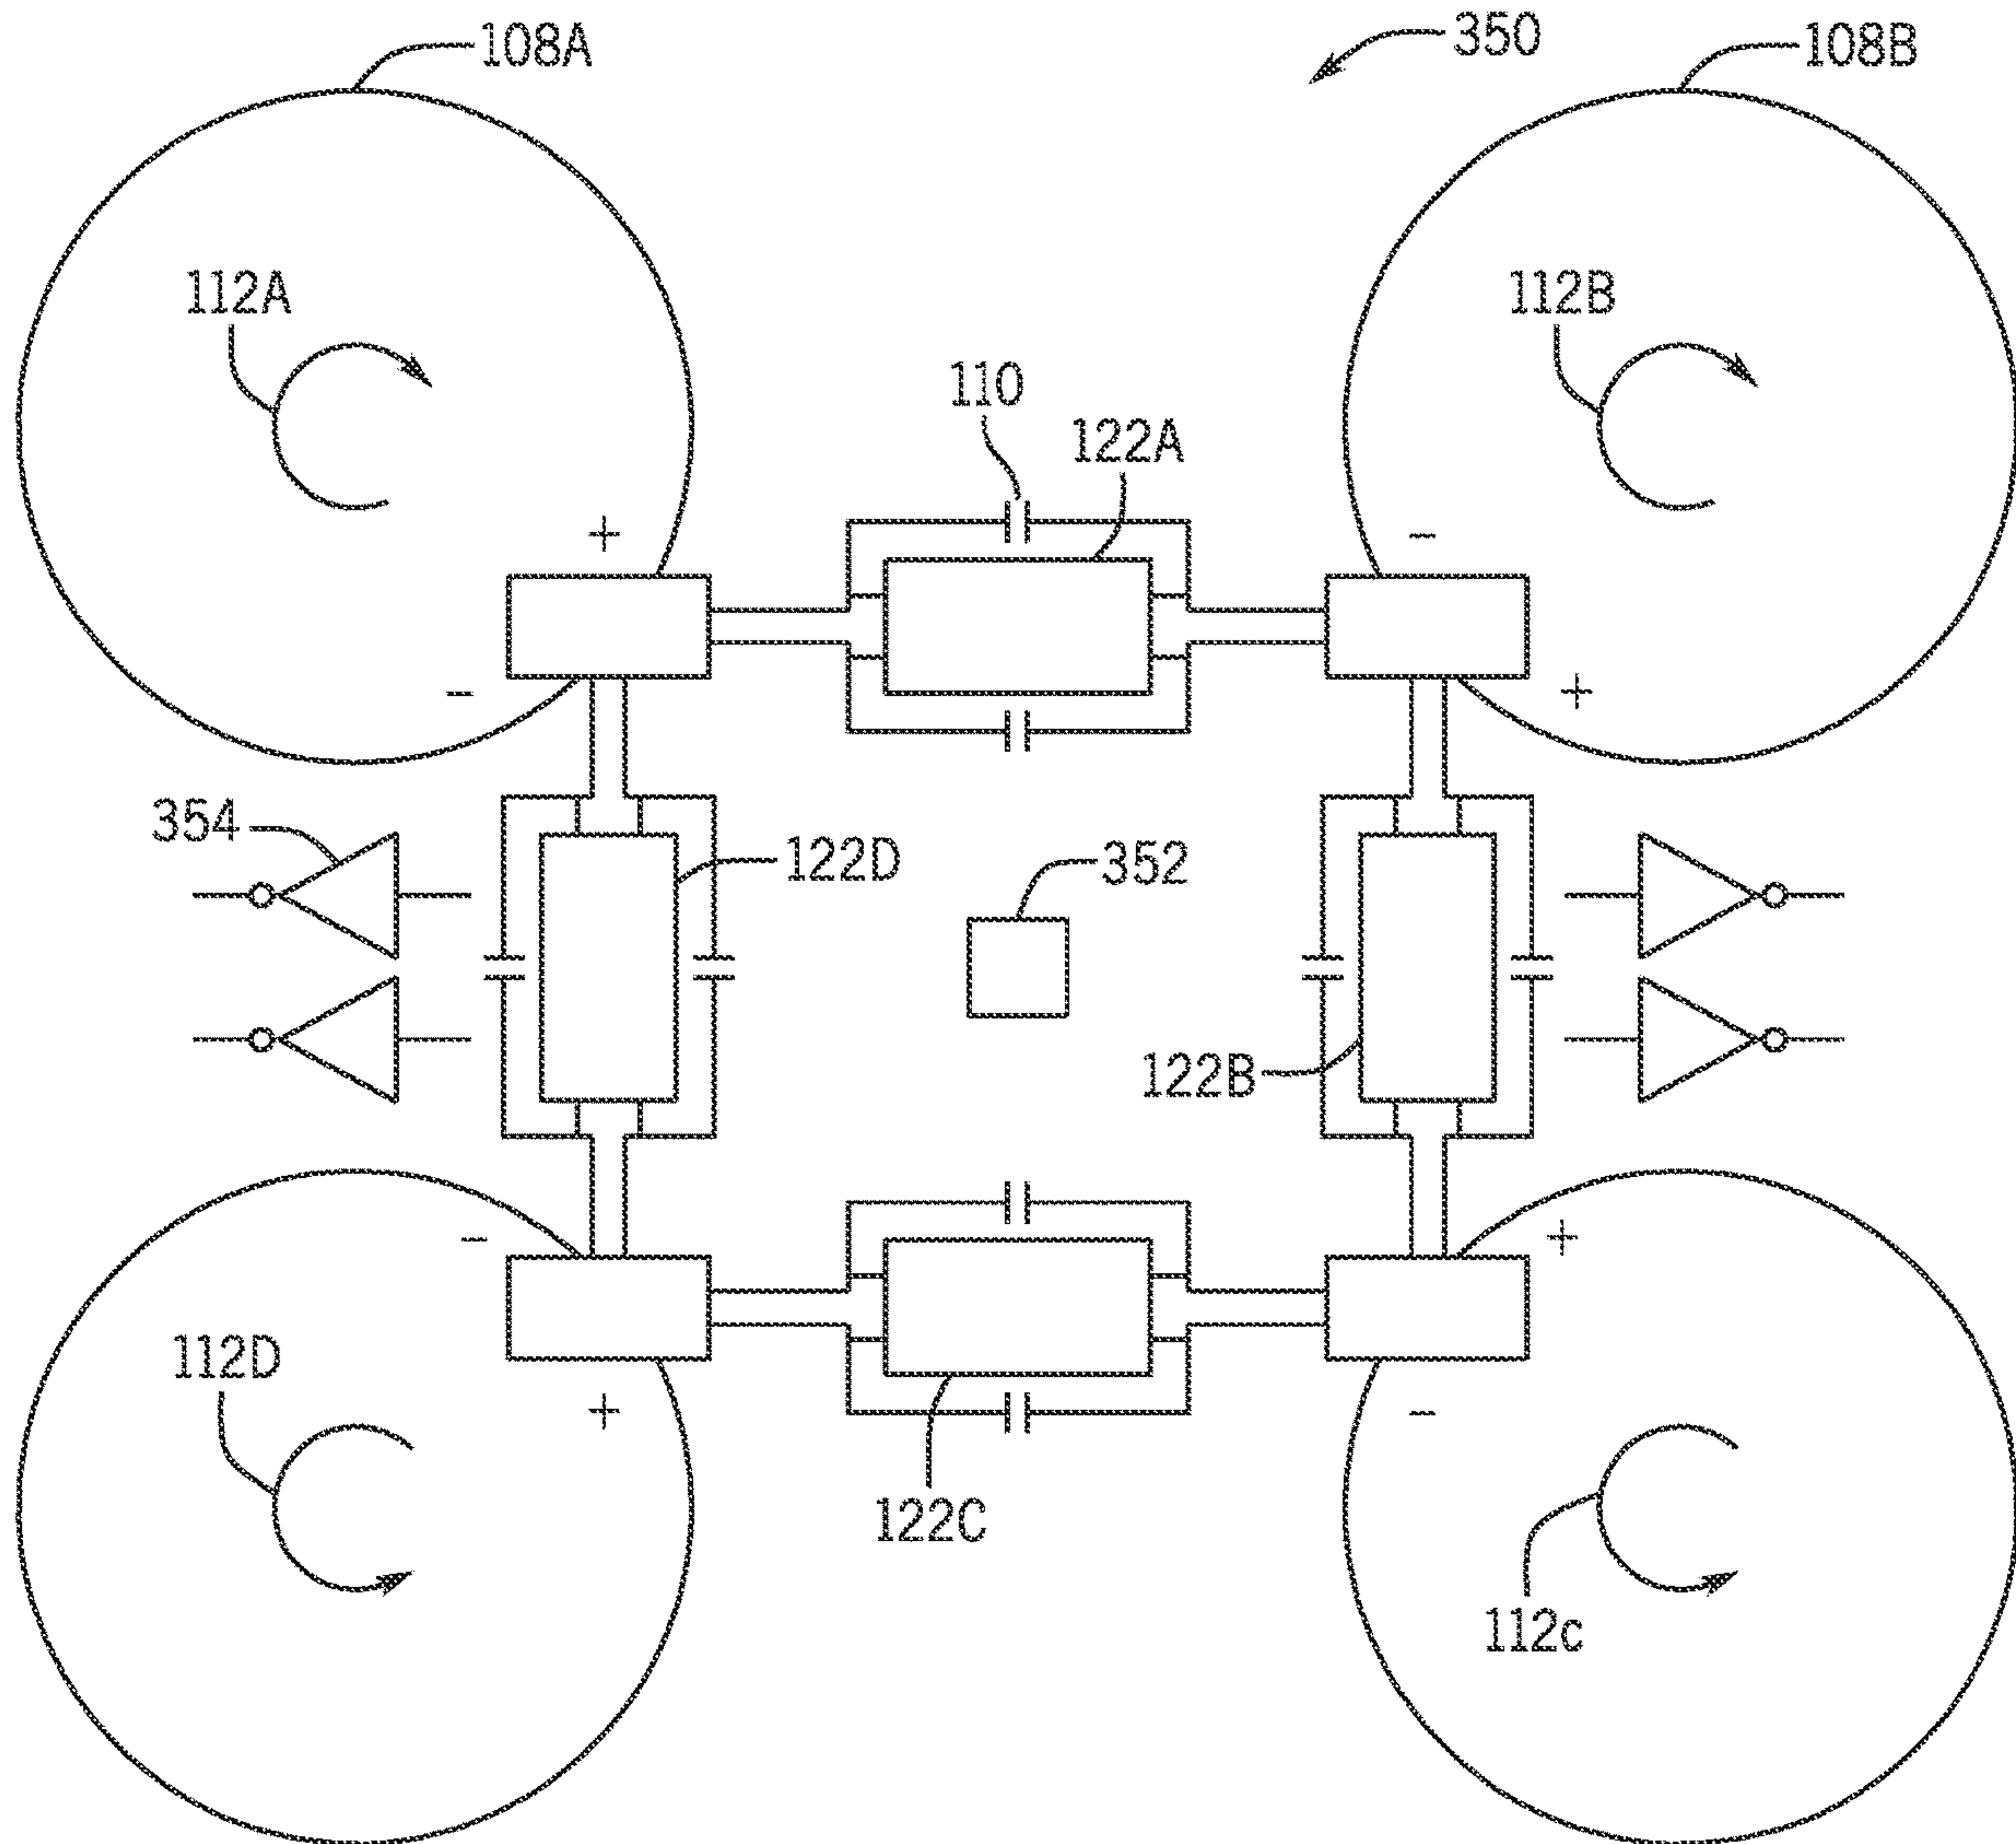 108A
350
108B
112A
112B
110
122A
+
-
-
+
354
122D
352
122B
-
+
112D
+
-
122C
112c